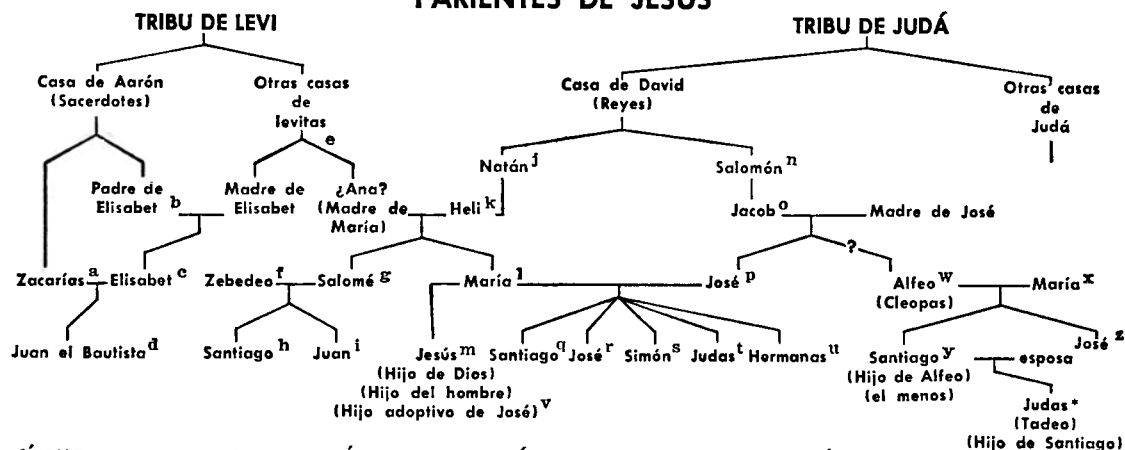 PARIENTES DE JESÚS
TRIBU DE LEVI
TRIBU DE JUDÁ
Casa de Aarón
(Sacerdotes)
Otras casas
de
levitas
e
Casa de David
(Reyes)
Otras casas
de
Judá
Natán j
Salomón n
Padre de
Elisabet b
Madre de
Elisabet
¿Ana?
(Madre de
María)
Heli k
Jacob o
Madre de José
?
Zacarías a
Elisabet c
Zebedeo f
Salomé g
María l
José p
Alfeo w
(Cleopas)
María x
Juan el Bautista d
Santiago h
Juan i
Jesús m
(Hijo de Dios)
(Hijo del hombre)
(Hijo adoptivo de José) v
Santiago q
José r
Simón s
Judas t
Hermanas u
Santiago y
(Hijo de Alfeo)
(el menos)
esposa
José z
Judas *
(Tadeo)
(Hijo de Santiago)